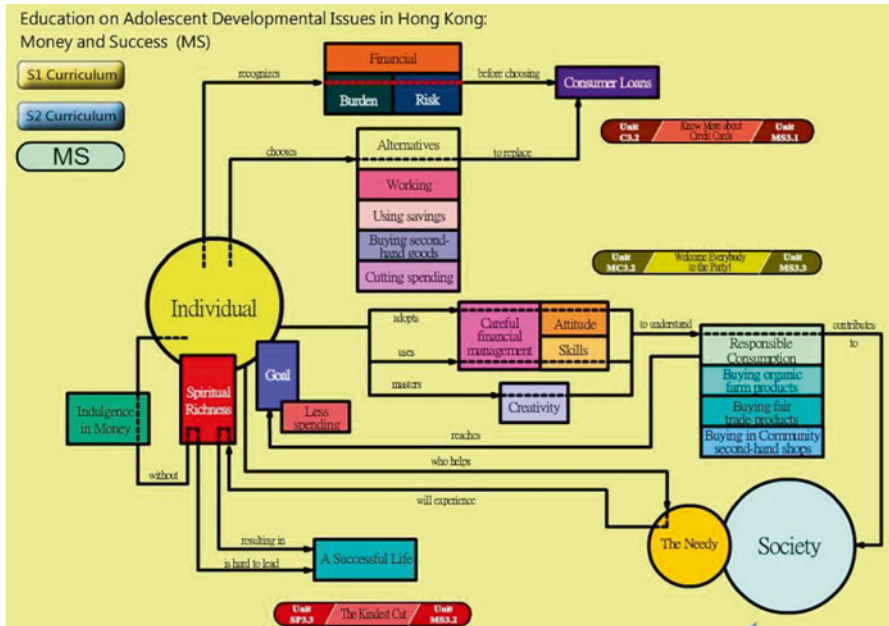 Education on Adolescent Developmental Issues in Hong Kong:
Money and Success (MS)
S1 Curriculum
S2 Curriculum
MS
Financial
recognizes
before choosing
Burden
Risk
Consumer Loans
Unit
C3.2
Know More about
Credit Cards
Unit
MS3.1
Alternatives
chooses
to replace
Working
Using savings
Buying second-
hand goods
Cutting spending
Unit
MC3.2
Welcome Everybody
to the Party!
Unit
MS3.3
Individual
adopts
uses
masters
Careful
financial
management
Attitude
Skills
Creativity
to understand
contributes
to
Responsible
Consumption
Buying organic
farm products
Buying fair
trade products
Buying in Community
second-hand shops
Goal
Less
spending
Spiritual
Richness
Indulgence
in Money
reaches
without
who helps
will experience
resulting in
is hard to lead
A Successful Life
The Needy
Society
Unit
SP3.3
The Kindest Cut
Unit
MS3.2